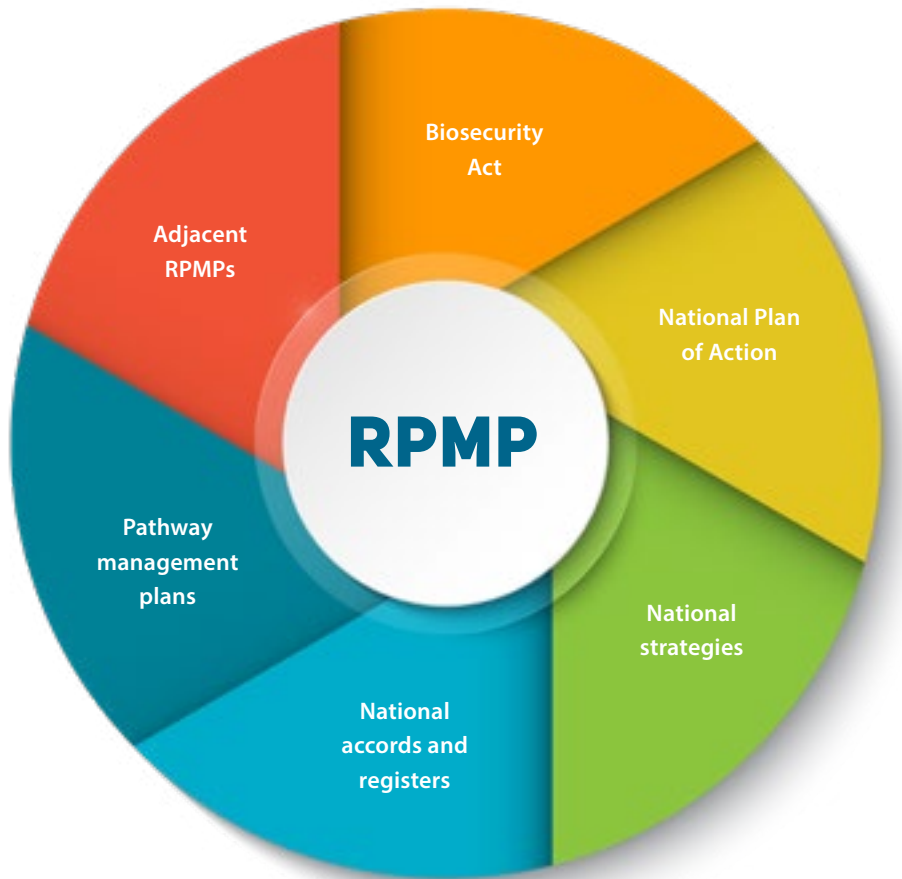 Biosecurity
Act
National Plan
of Action
National
strategies
National
accords and
registers
Pathway
management
plans
Adjacent
RPMPs
RPMP